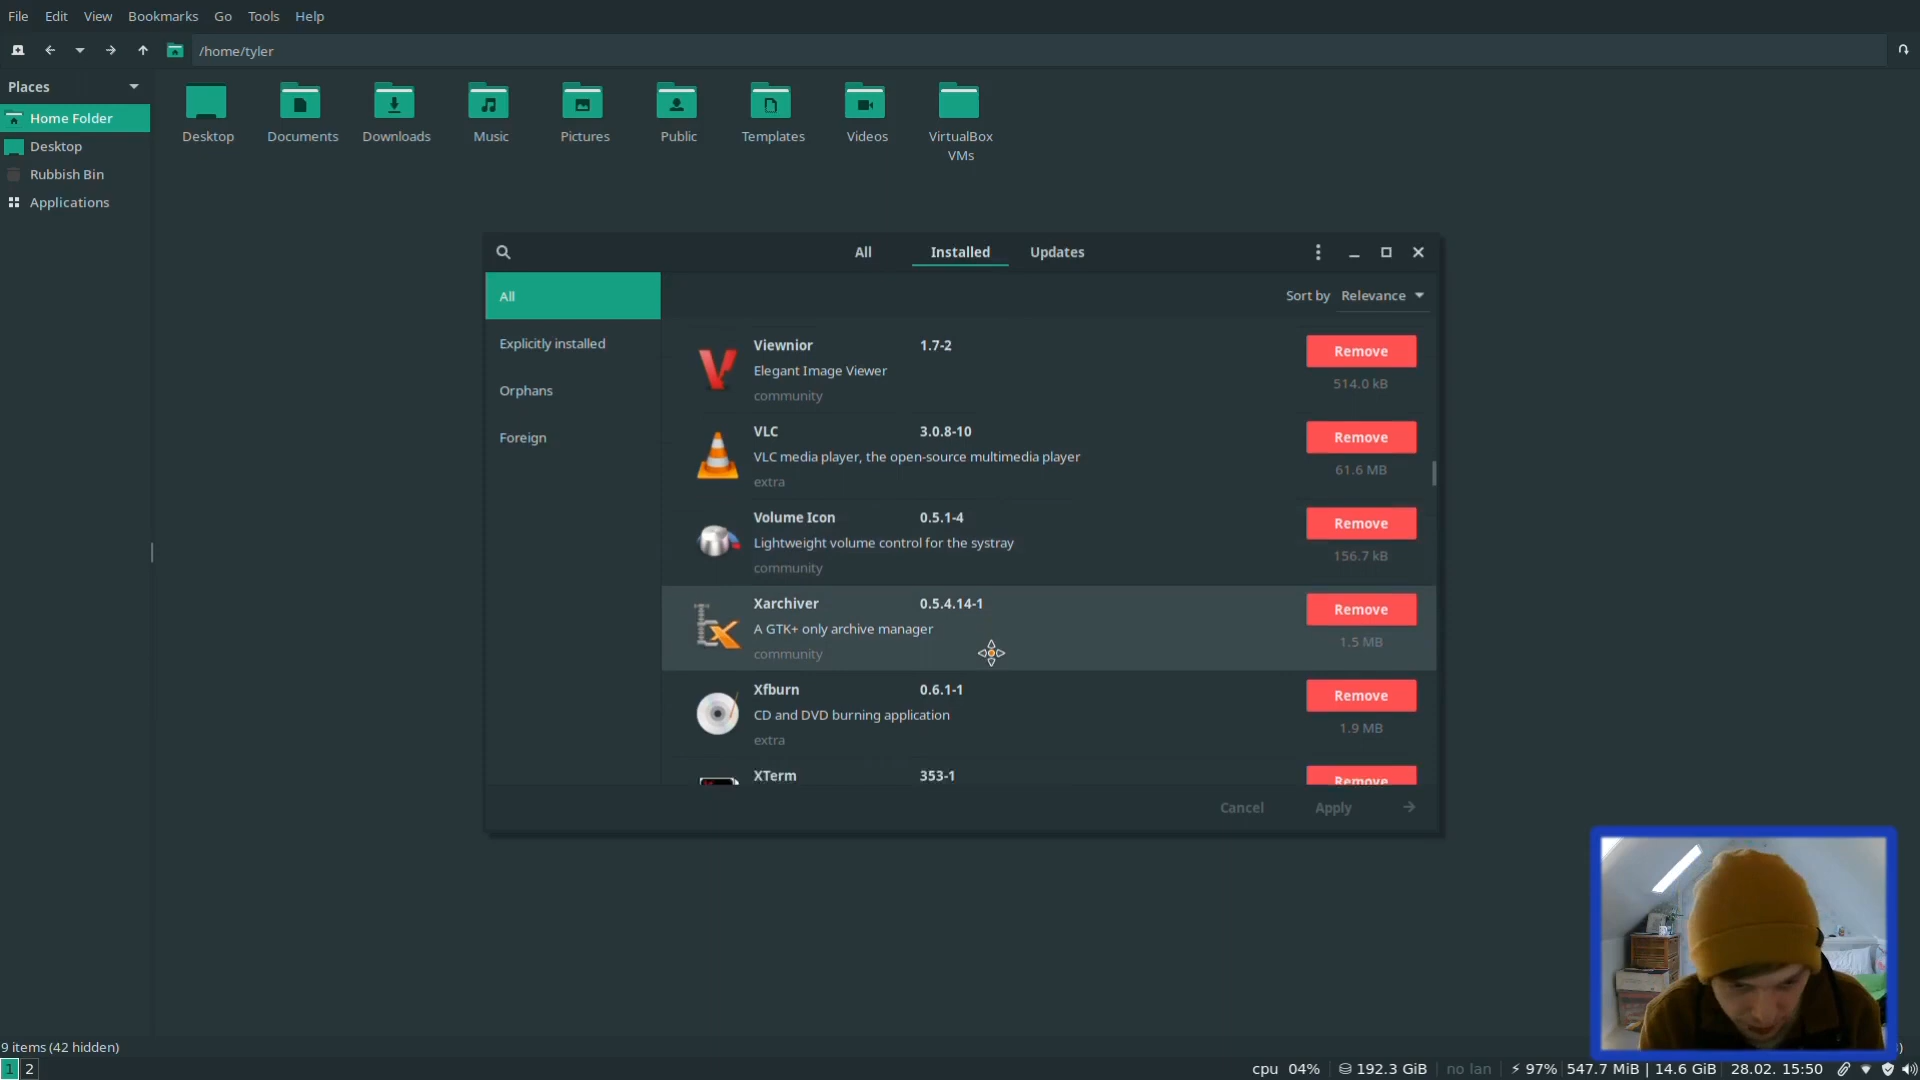 File Edit View Bookmarks Go Tools Help
/home/tyler
Places
Home Folder
Desktop
Rubbish Bin
Applications
Desktop Documents Downloads Music Pictures Public Templates Videos VirtualBox
VMs
All Installed Updates
All
Explicitly installed
Orphans
Foreign
Sort by Relevance
Viewnior 1.7-2 Remove
Elegant Image Viewer 514.0 kB
community
VLC 3.0.8-10 Remove
VLC media player, the open-source multimedia player 61.6 MB
extra
Volume Icon 0.5.1-4 Remove
Lightweight volume control for the systray 156.7 kB
community
Xarchiver 0.5.4.14-1 Remove
A GTK+ only archive manager 1.5 MB
community
Xfburn 0.6.1-1 Remove
CD and DVD burning application 1.9 MB
extra
XTerm 353-1 Remove
Cancel Apply
9 items (42 hidden)
1 2 cpu 04% 192.3 GiB no lan ⚡ 97% 547.7 MiB | 14.6 GiB 28.02. 15:50